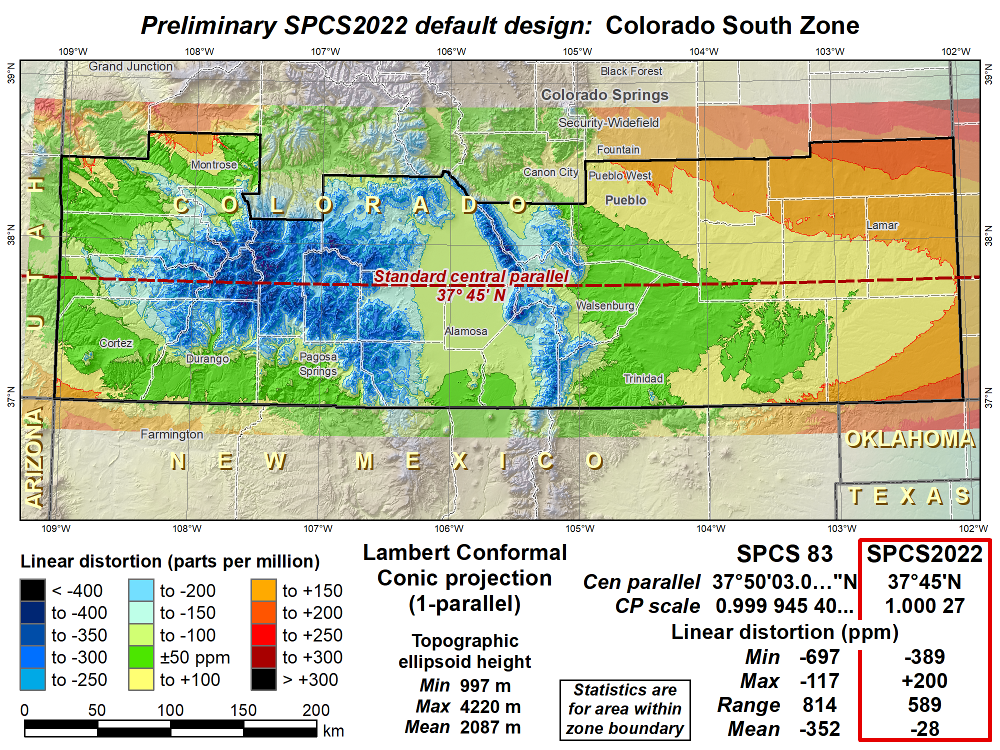 Preliminary SPCS2022 default design: Colorado South Zone
109°W 108°W 107°W 106°W 105°W 104°W 103°W 102°W
39°N
39°N
Grand Junction
Black Forest
Colorado Springs
Security-Widefield
Fountain
Montrose
Canon City
Pueblo West
Pueblo
COLORADO
UTAH
Lamar
38°N
38°N
Standard central parallel
37° 45' N
Walsenburg
Alamosa
Cortez
Durango
Pagosa
Springs
Trinidad
37°N
37°N
Farmington
ARIZONA
NEW MEXICO
OKLAHOMA
TEXAS
109°W 108°W 107°W 106°W 105°W 104°W 103°W 102°W
Linear distortion (parts per million)
< -400
to -400
to -350
to -300
to -250
to -200
to -150
to -100
±50 ppm
to +100
to +150
to +200
to +250
to +300
> +300
0 50 100 150 200
km
Lambert Conformal
Conic projection
(1-parallel)
Topographic
ellipsoid height
Min 997 m
Max 4220 m
Mean 2087 m
Statistics are
for area within
zone boundary
SPCS 83 SPCS2022
Cen parallel 37°50'03.0..."N 37°45'N
CP scale 0.999 945 40... 1.000 27
Linear distortion (ppm)
Min -697 -389
Max -117 +200
Range 814 589
Mean -352 -28